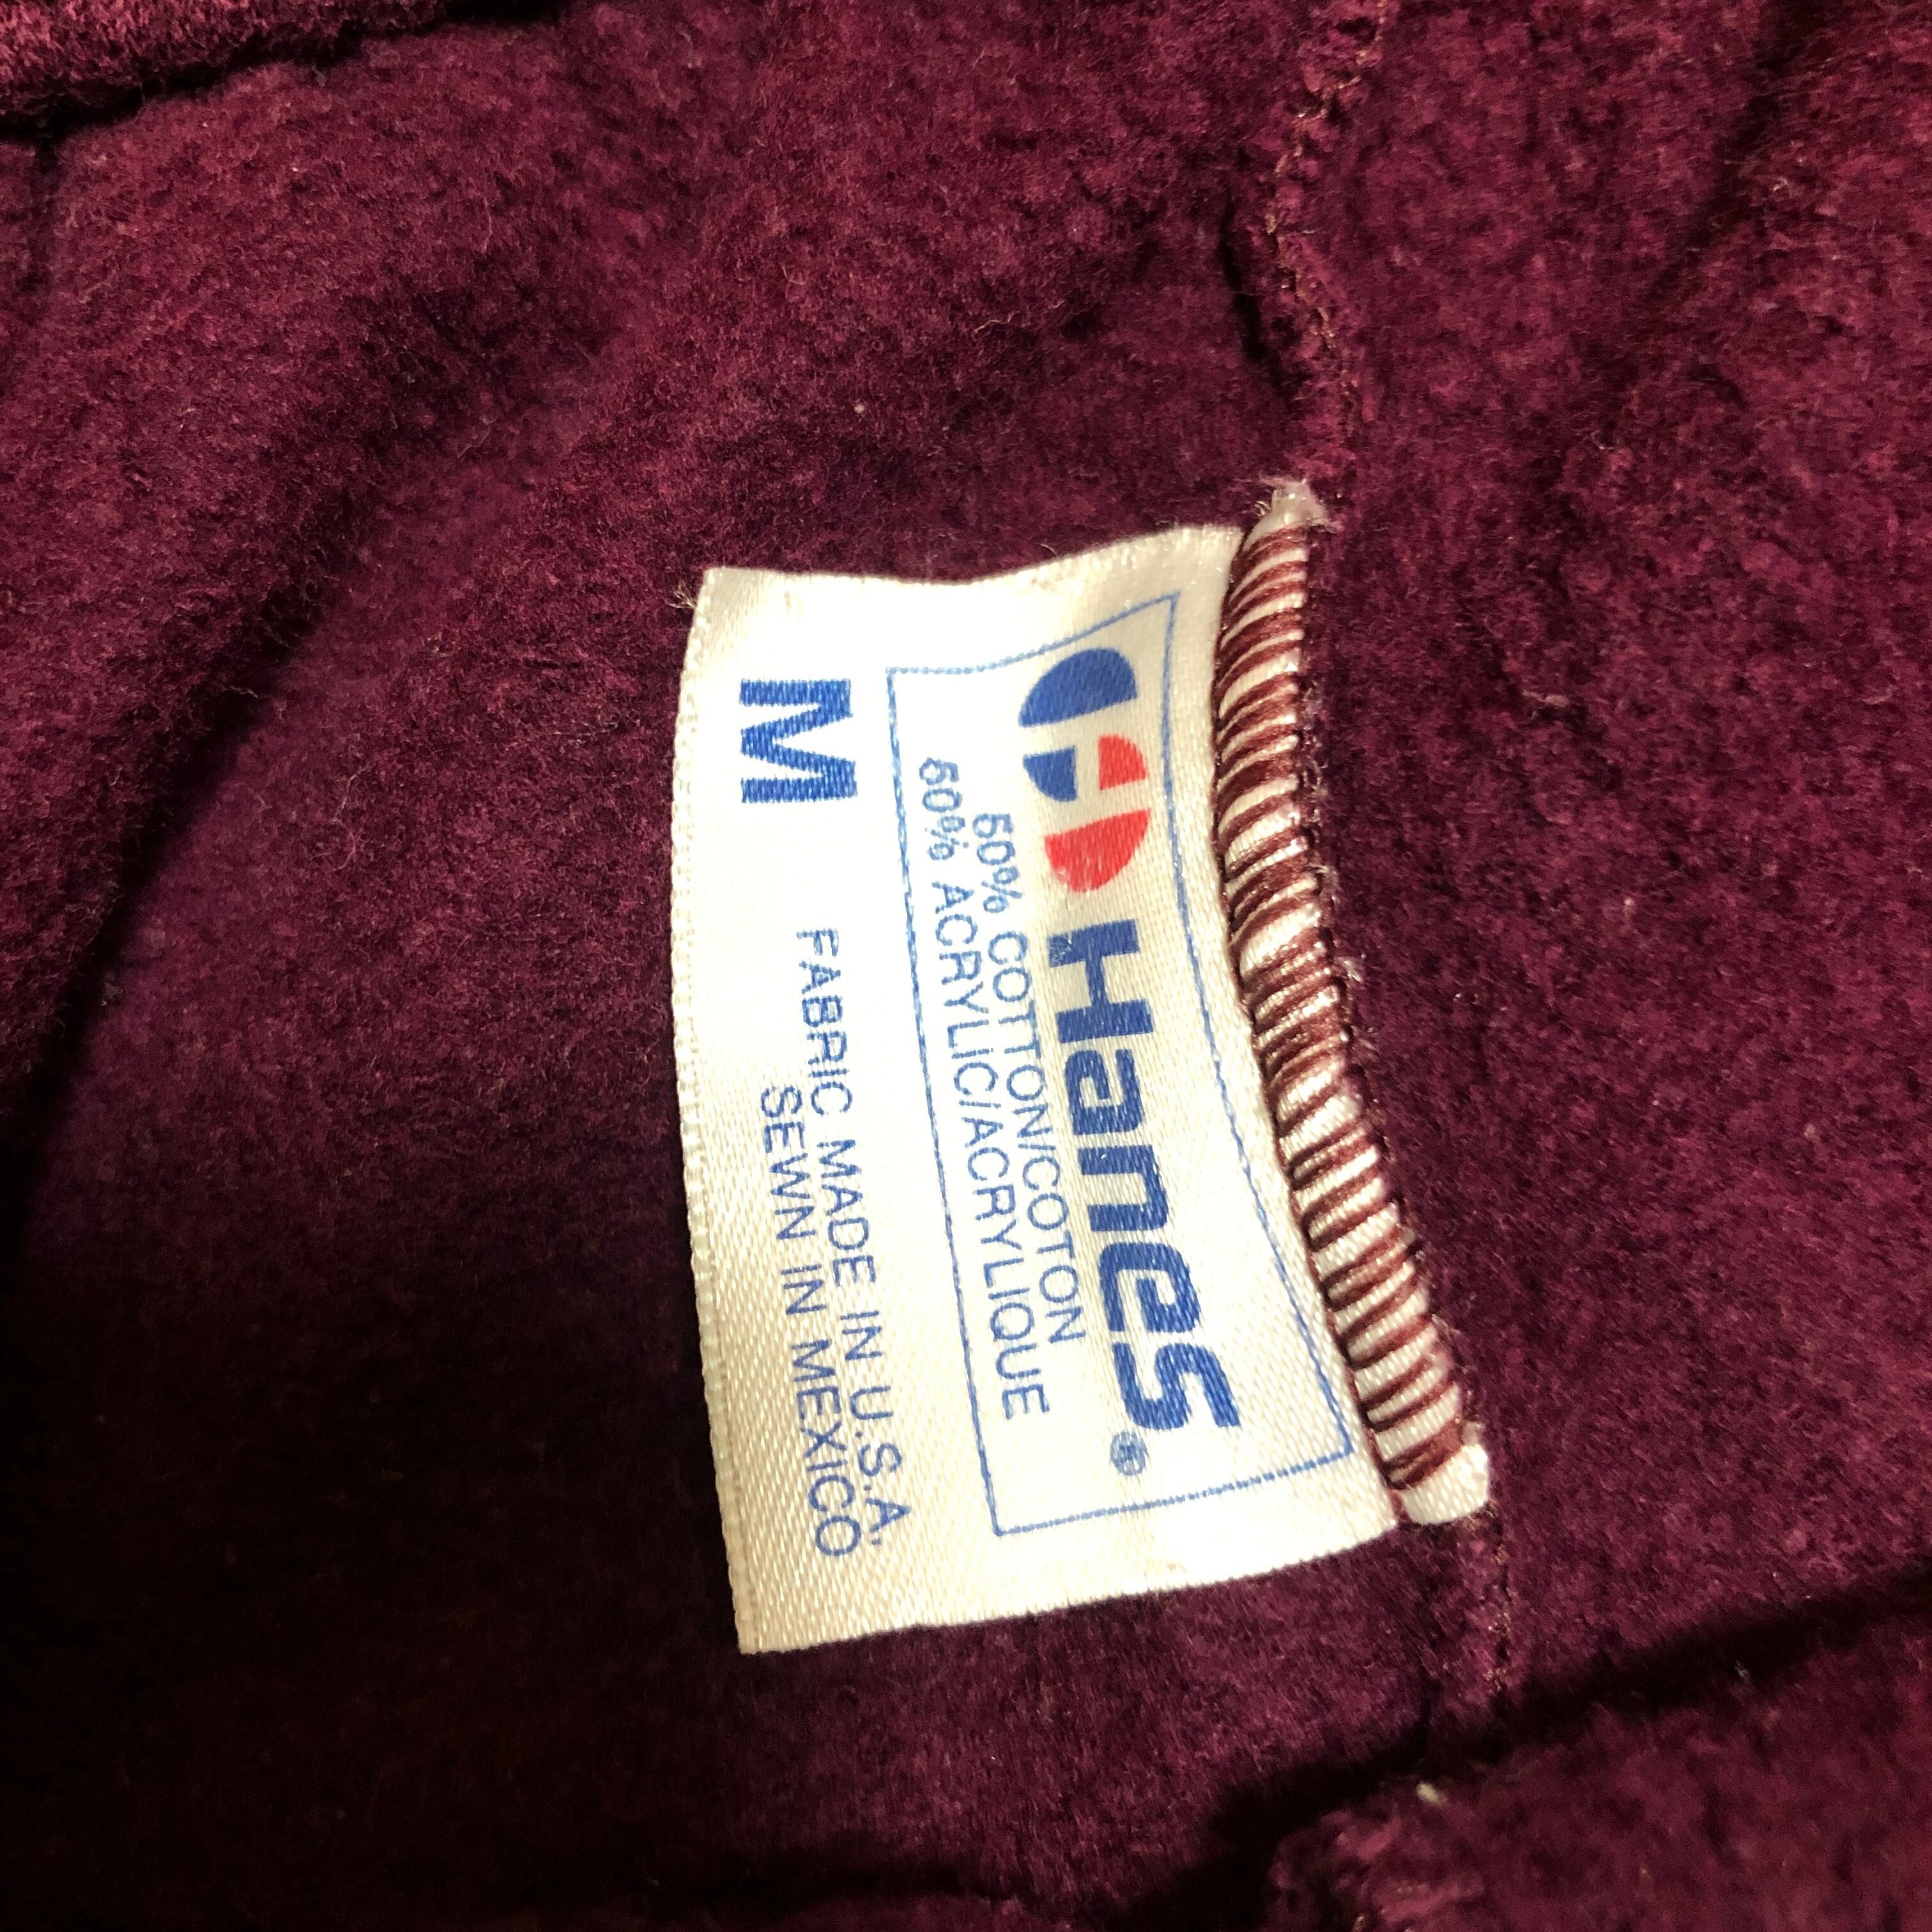 Hanes®
50% COTTON/COTON
50% ACRYLIC/ACRYLIQUE
M
FABRIC MADE IN U.S.A.
SEWN IN MEXICO